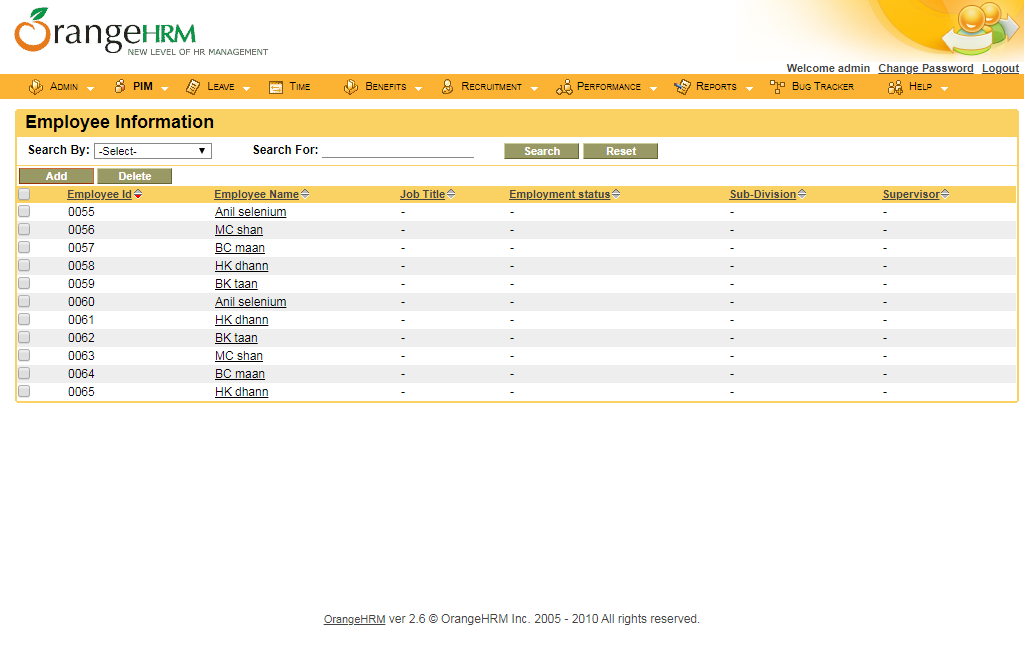 OrangeHRM
NEW LEVEL OF HR MANAGEMENT
Welcome admin Change Password Logout
ADMIN PIM LEAVE TIME BENEFITS RECRUITMENT PERFORMANCE REPORTS BUG TRACKER HELP
Employee Information
Search By: -Select- Search For: Search Reset
Add Delete
Employee Id Employee Name Job Title Employment status Sub-Division Supervisor
0055 Anil selenium - - - -
0056 MC shan - - - -
0057 BC maan - - - -
0058 HK dhann - - - -
0059 BK taan - - - -
0060 Anil selenium - - - -
0061 HK dhann - - - -
0062 BK taan - - - -
0063 MC shan - - - -
0064 BC maan - - - -
0065 HK dhann - - - -
OrangeHRM ver 2.6 © OrangeHRM Inc. 2005 - 2010 All rights reserved.